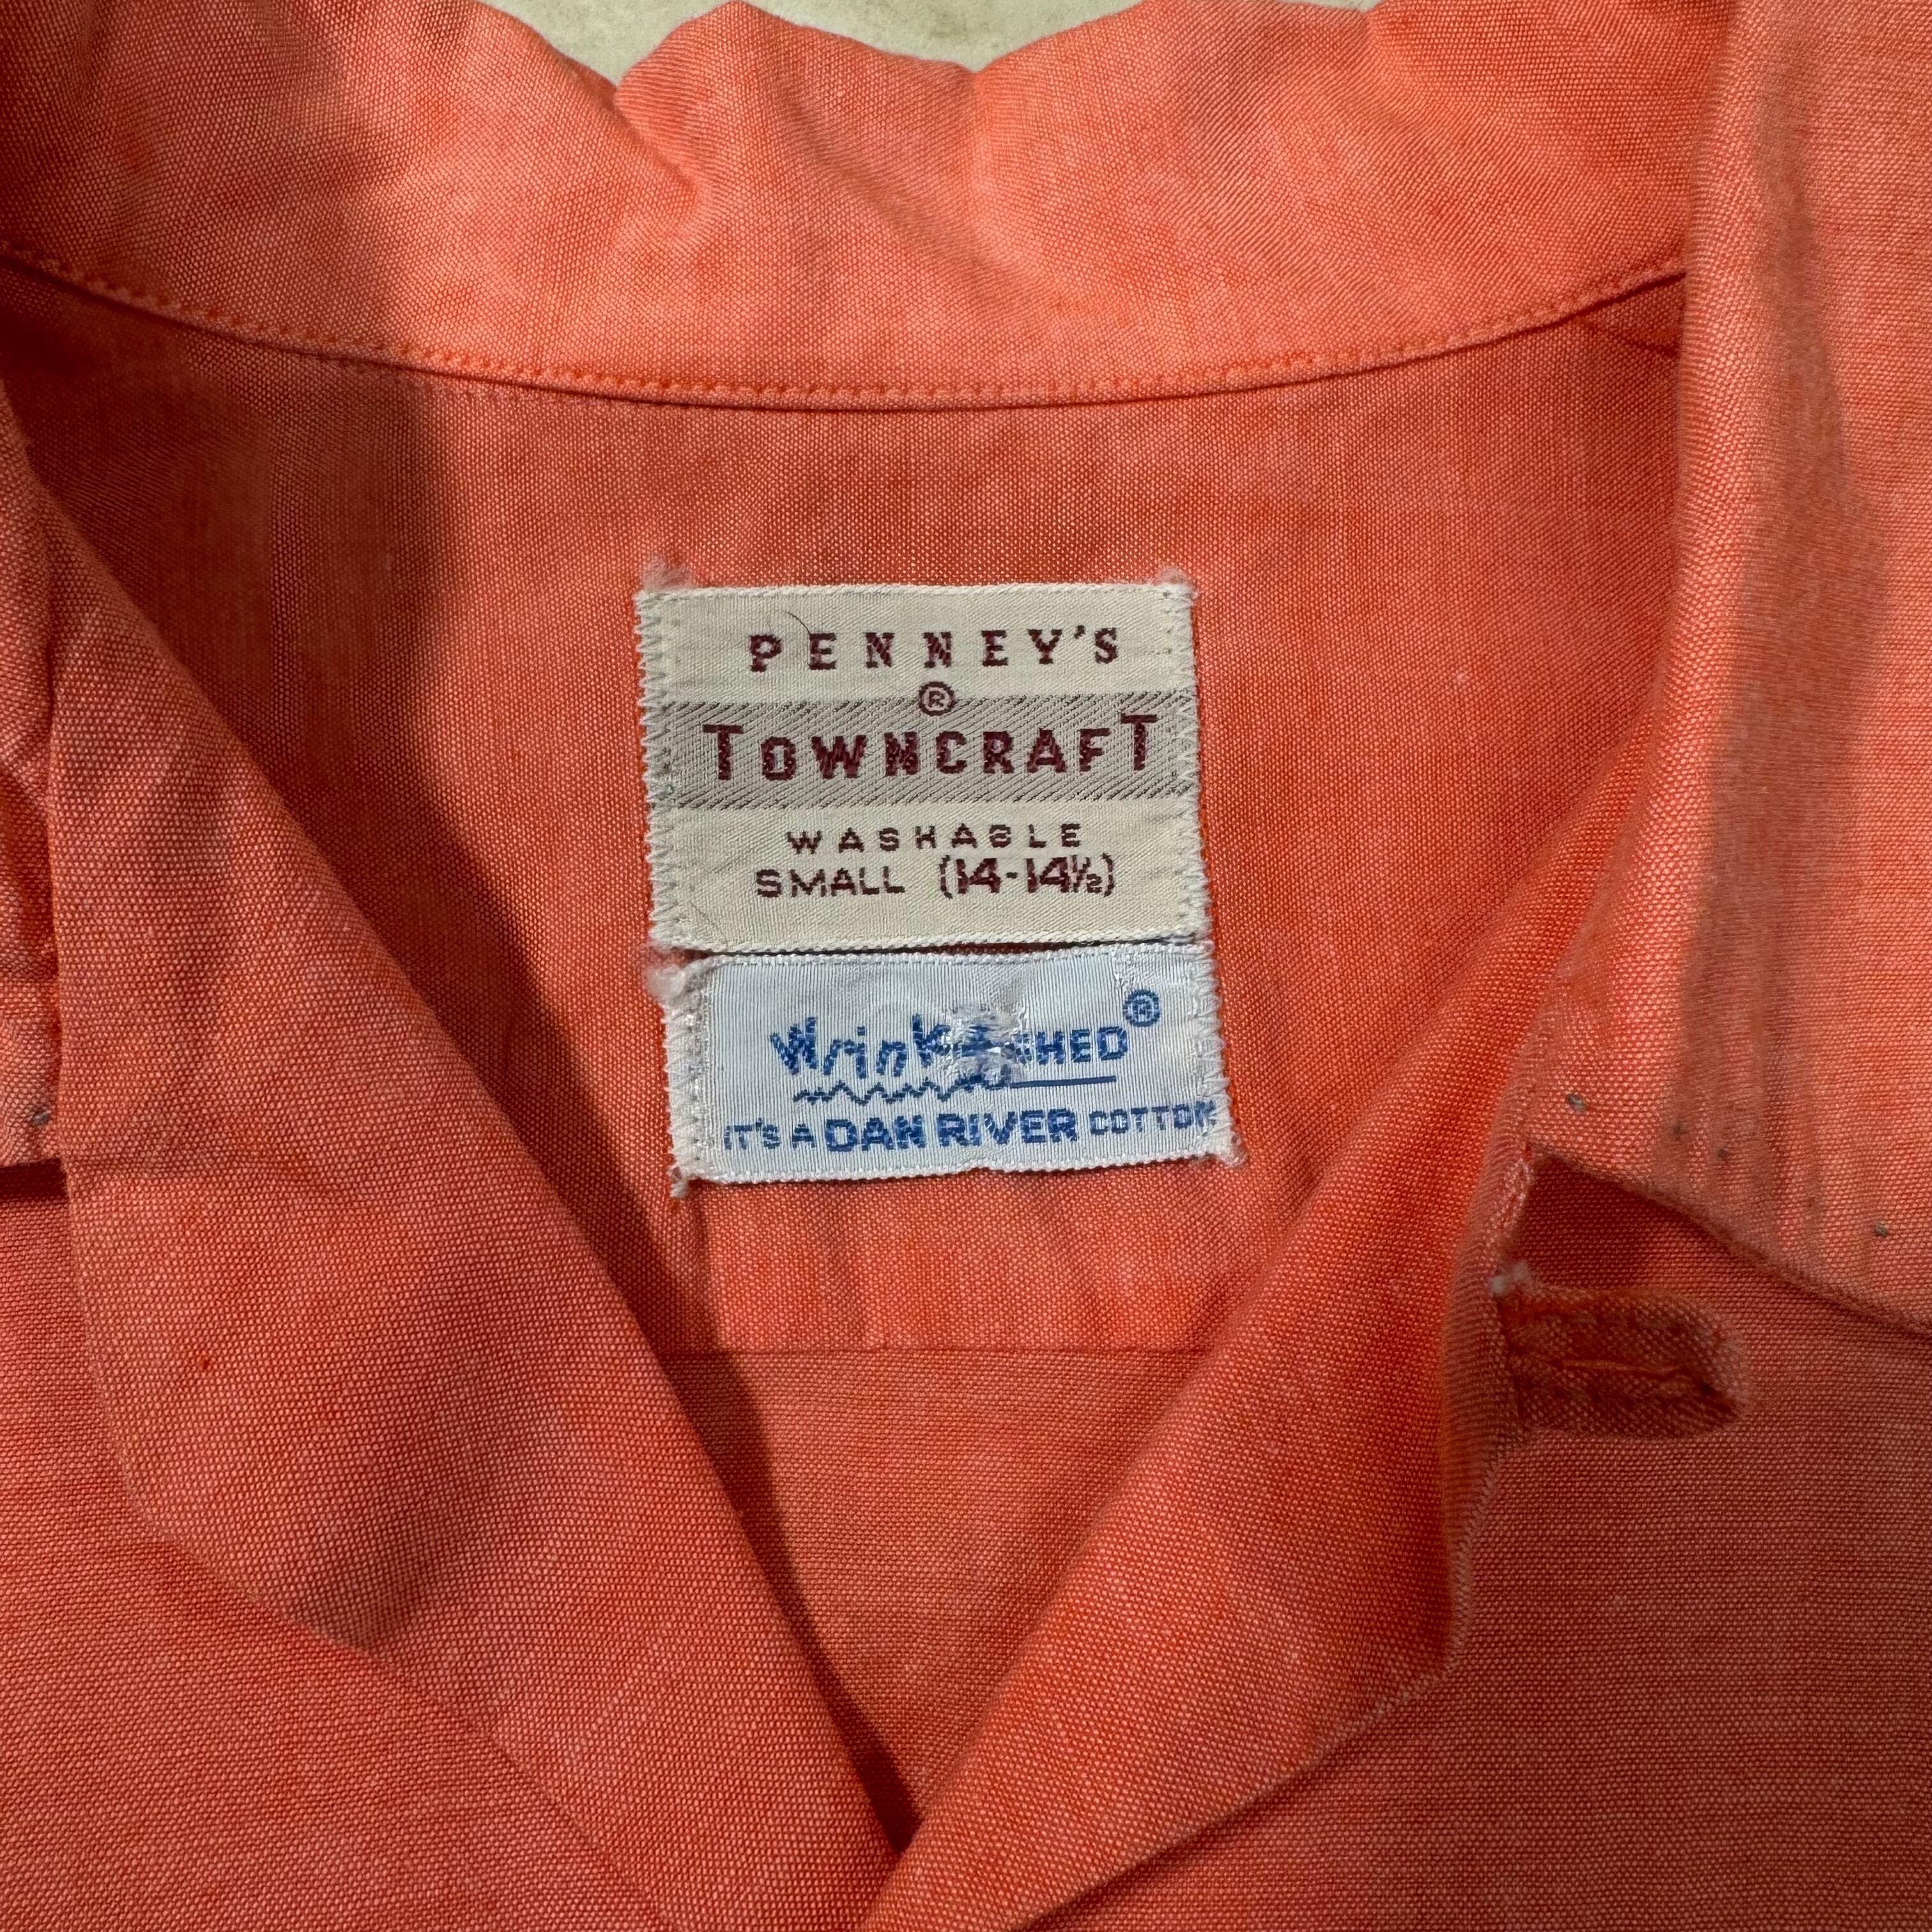 PENNEY'S
®
TOWNCRAFT
WASHABLE
SMALL (14-14½)
®
IT'S A DAN RIVER COTTON